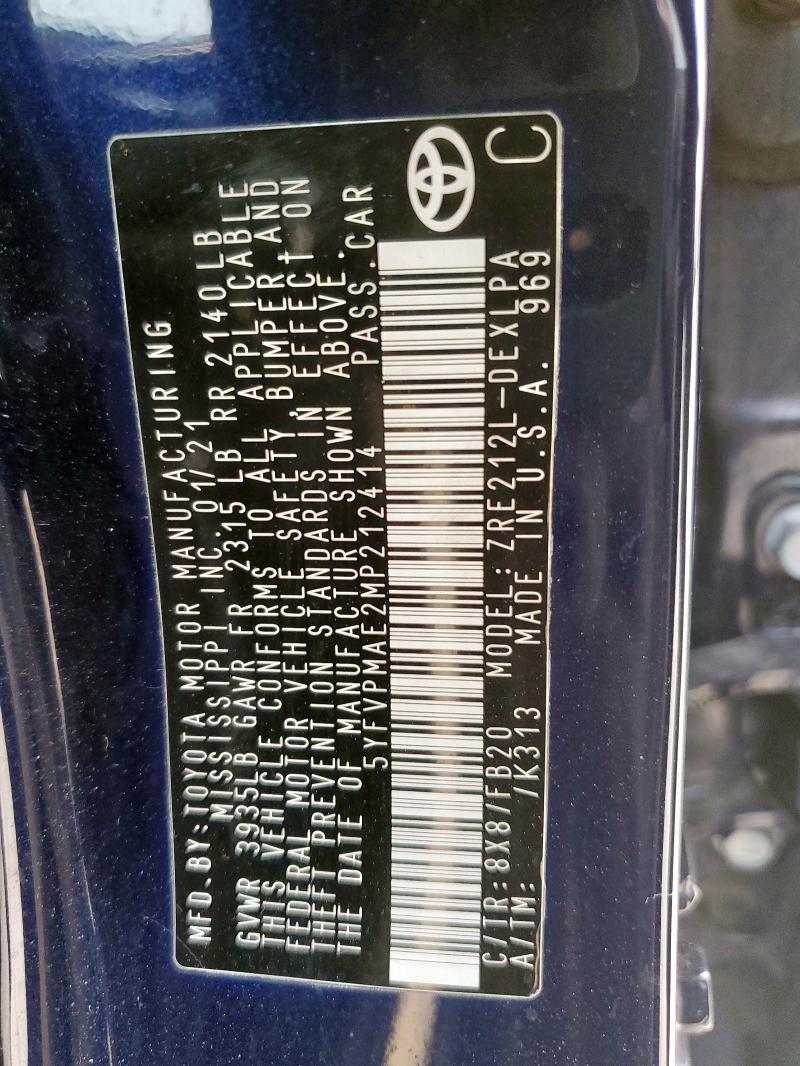 MFD.BY:TOYOTA MOTOR MANUFACTURING
MISSISSIPPI INC.01/21
GVWR 3935LB GAWR FR 2315 LB RR 2140LB
THIS VEHICLE CONFORMS TO ALL APPLICABLE
FEDERAL MOTOR VEHICLE SAFETY,BUMPER AND
THEFT PREVENTION STANDARDS IN EFFECT ON
THE DATE OF MANUFACTURE SHOWN ABOVE.
5YFVPMAE2MP212414 PASS.CAR
C/TR:8X8/FB20 MODEL:ZRE212L-DEXLPA
A/TM: /K313 MADE IN U.S.A. 969
C